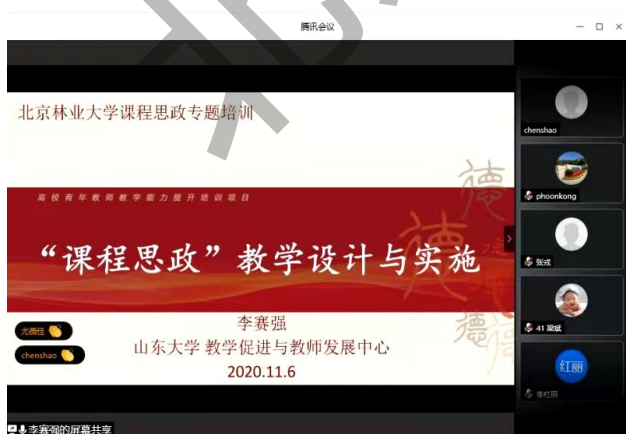 腾讯会议
北京林业大学课程思政专题培训
高校青年教师教学能力提升培训项目
“课程思政”教学设计与实施
李赛强
山东大学 教学促进与教师发展中心
2020.11.6
尤薇佳
chenshao
李赛强的屏幕共享
chenshao
phoonkong
张戎
41 梁斌
红丽
李红丽
德
德
德